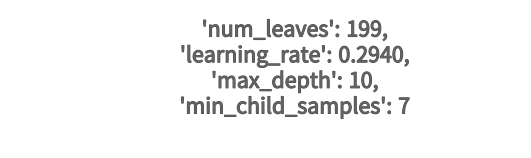 'num_leaves': 199,
'learning_rate': 0.2940,
'max_depth': 10,
'min_child_samples': 7